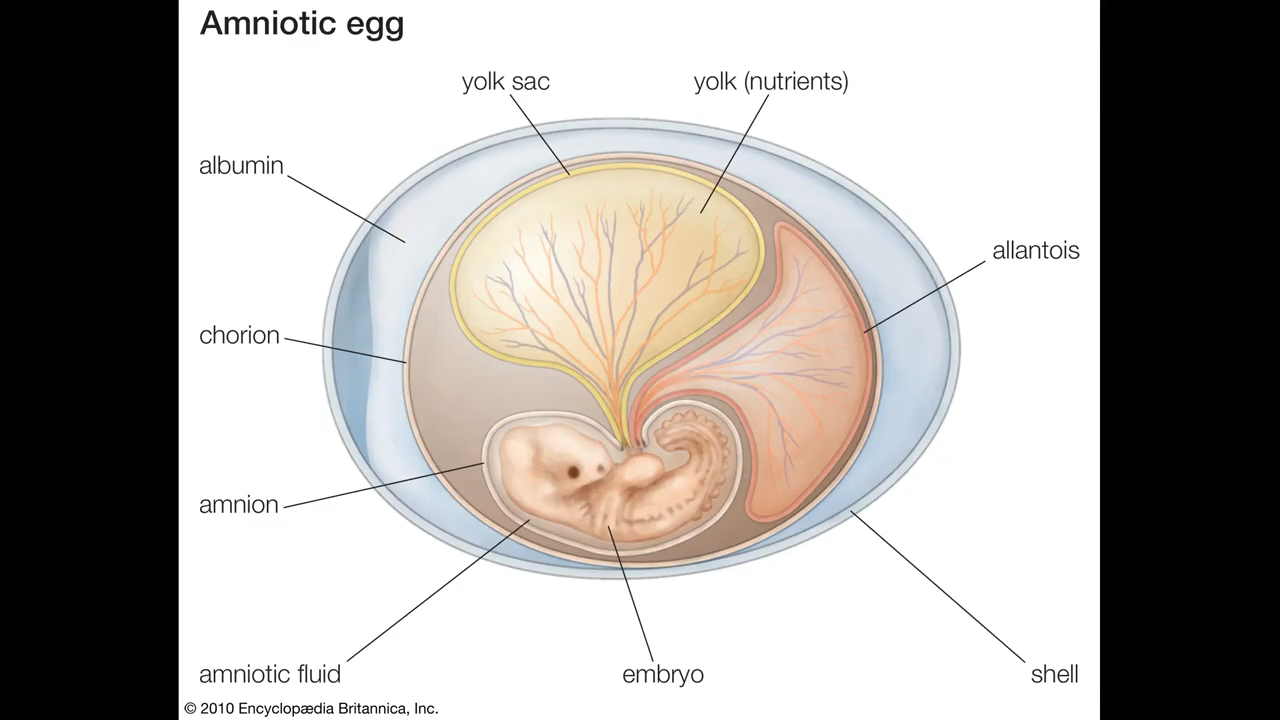 Amniotic egg
yolk sac
yolk (nutrients)
albumin
allantois
chorion
amnion
amniotic fluid
embryo
shell
© 2010 Encyclopædia Britannica, Inc.